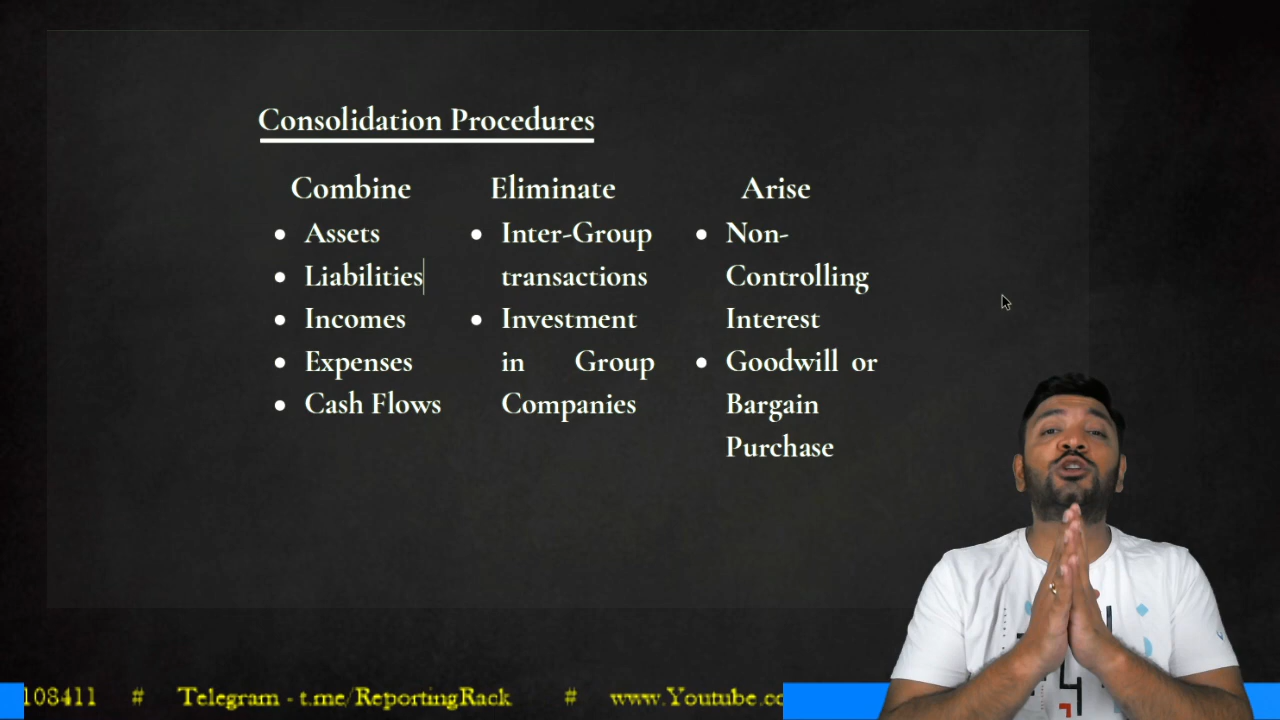 Consolidation Procedures
Combine
• Assets
• Liabilities
• Incomes
• Expenses
• Cash Flows
Eliminate
• Inter-Group
transactions
• Investment
in Group
Companies
Arise
• Non-
Controlling
Interest
• Goodwill or
Bargain
Purchase
108411 # Telegram - t.me/ReportingRack # www.Youtube.co